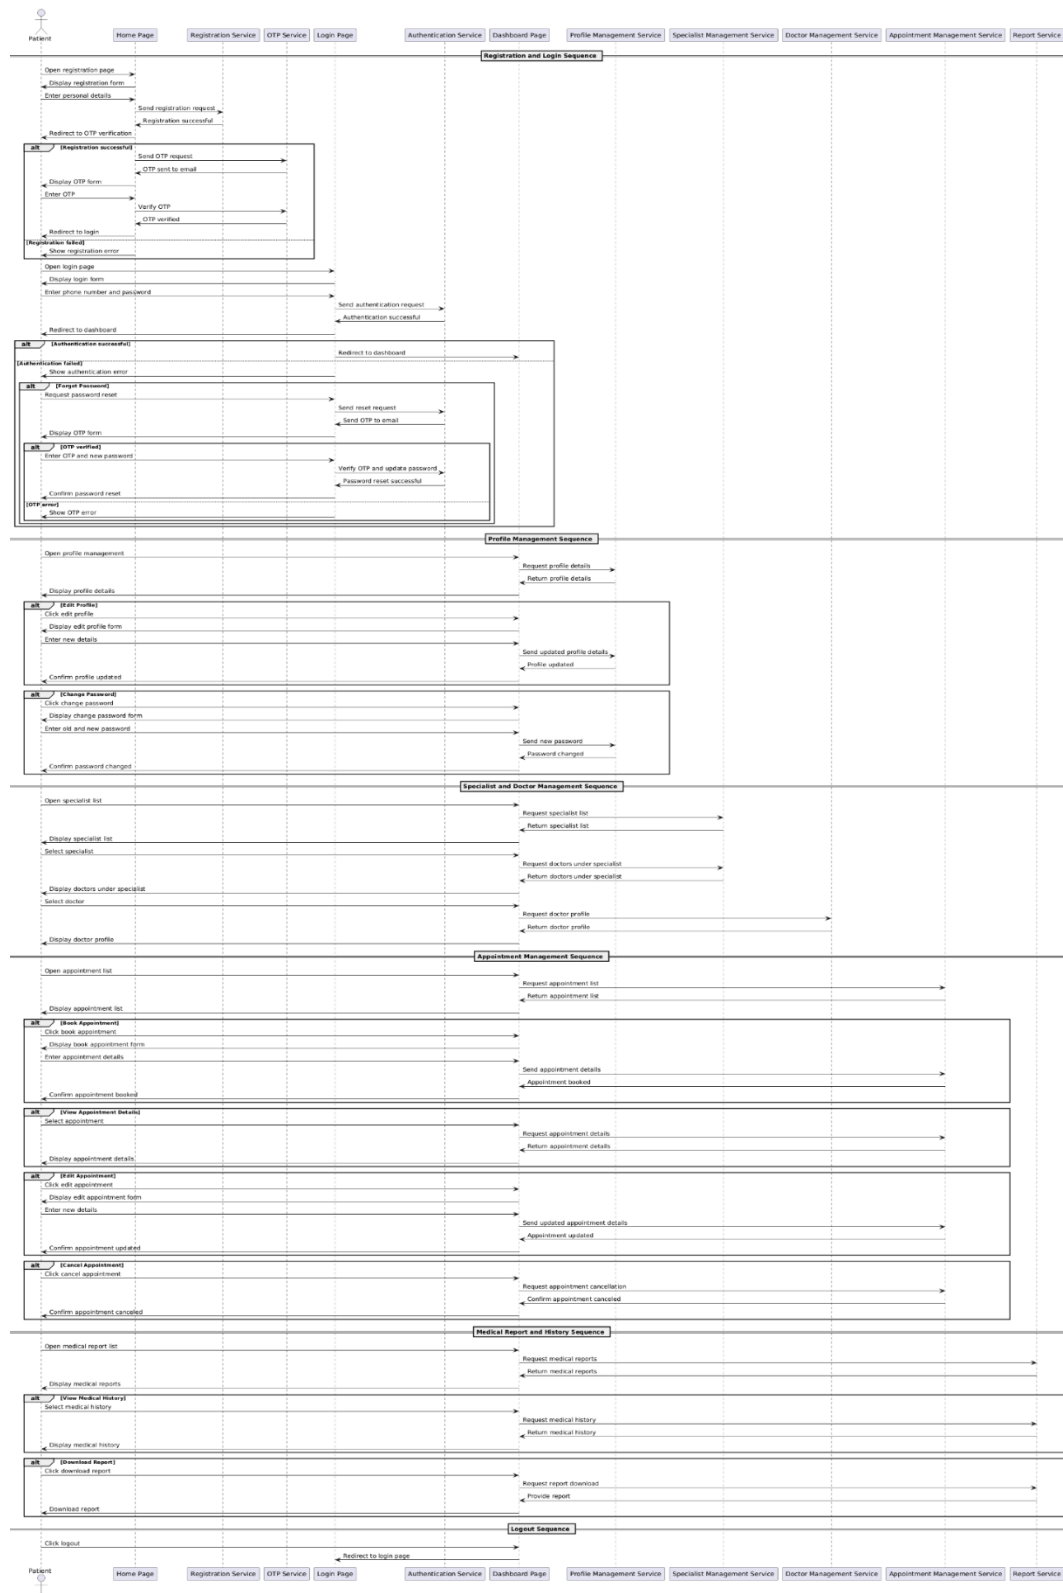 Patient
Home Page
Registration Service
OTP Service
Login Page
Authentication Service
Dashboard Page
Profile Management Service
Specialist Management Service
Doctor Management Service
Appointment Management Service
Report Service
Registration and Login Sequence
Open registration page
Display registration form
Enter personal details
Send registration request
Registration successful
Redirect to OTP verification
alt [Registration successful]
Send OTP request
OTP sent to email
Display OTP form
Enter OTP
Verify OTP
OTP verified
Redirect to login
[Registration failed]
Show registration error
Open login page
Display login form
Enter phone number and password
Send authentication request
Authentication successful
Redirect to dashboard
alt [Authentication successful]
Redirect to dashboard
[Authentication failed]
Show authentication error
alt [Forgot Password]
Request password reset
Send reset request
Send OTP to email
Display OTP form
alt [OTP verified]
Enter OTP and new password
Verify OTP and update password
Password reset successful
Confirm password reset
[OTP error]
Show OTP error
Profile Management Sequence
Open profile management
Request profile details
Return profile details
Display profile details
alt [Edit Profile]
Click edit profile
Display edit profile form
Enter new details
Send updated profile details
Profile updated
Confirm profile updated
alt [Change Password]
Click change password
Display change password form
Enter old and new password
Send new password
Password changed
Confirm password changed
Specialist and Doctor Management Sequence
Open specialist list
Request specialist list
Return specialist list
Display specialist list
Select specialist
Request doctors under specialist
Return doctors under specialist
Display doctors under specialist
Select doctor
Request doctor profile
Return doctor profile
Display doctor profile
Appointment Management Sequence
Open appointment list
Request appointment list
Return appointment list
Display appointment list
alt [Book Appointment]
Click book appointment
Display book appointment form
Enter appointment details
Send appointment details
Appointment booked
Confirm appointment booked
alt [View Appointment Details]
Select appointment
Request appointment details
Return appointment details
Display appointment details
alt [Edit Appointment]
Click edit appointment
Display edit appointment form
Enter new details
Send updated appointment details
Appointment updated
Confirm appointment updated
alt [Cancel Appointment]
Click cancel appointment
Request appointment cancellation
Confirm appointment canceled
Confirm appointment canceled
Medical Report and History Sequence
Open medical report list
Request medical reports
Return medical reports
Display medical reports
alt [View Medical History]
Select medical history
Request medical history
Return medical history
Display medical history
alt [Download Report]
Click download report
Request report download
Provide report
Download report
Logout Sequence
Click logout
Redirect to login page
Patient
Home Page
Registration Service
OTP Service
Login Page
Authentication Service
Dashboard Page
Profile Management Service
Specialist Management Service
Doctor Management Service
Appointment Management Service
Report Service